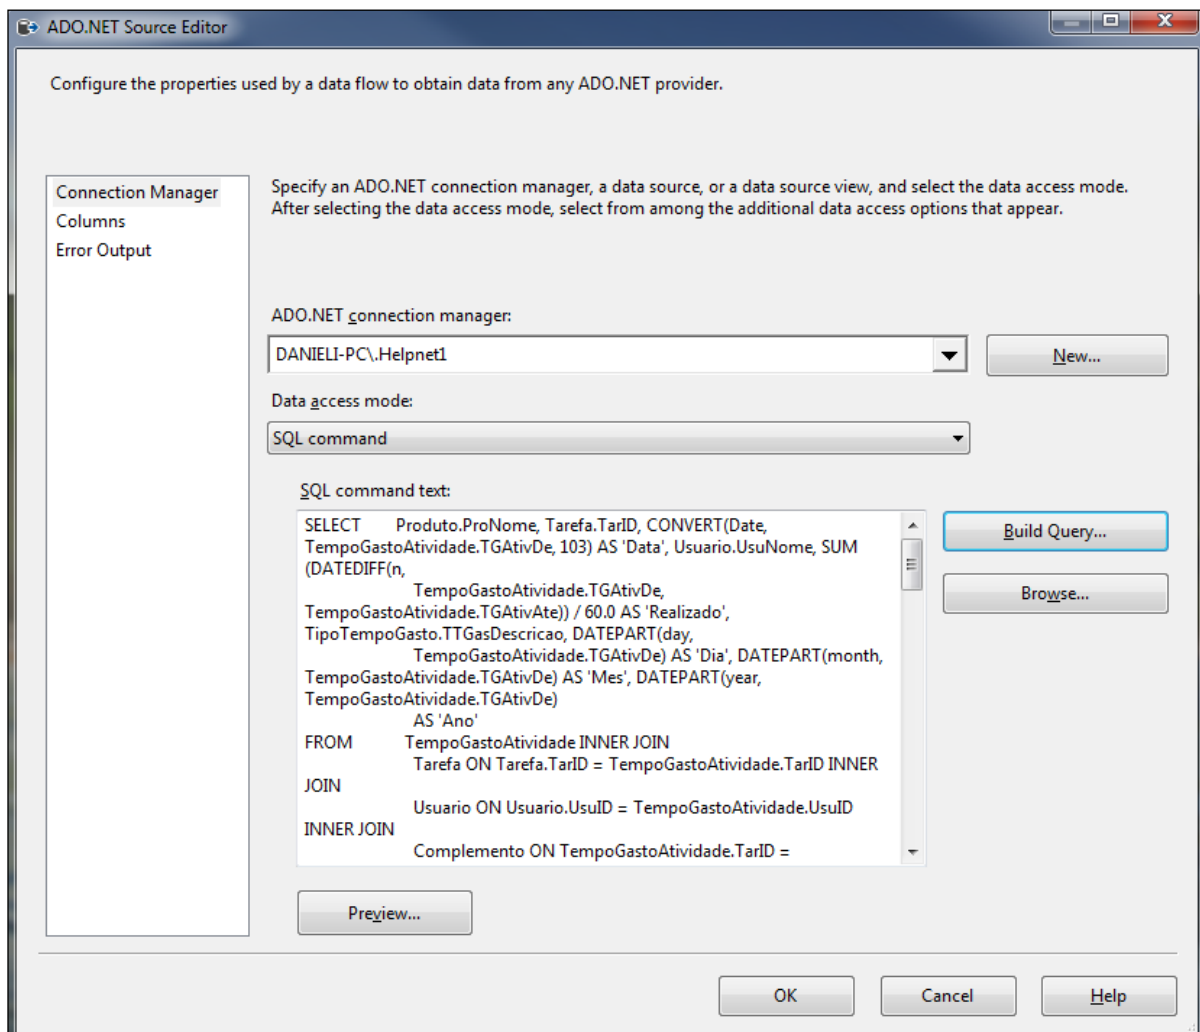 ADO.NET Source Editor
Configure the properties used by a data flow to obtain data from any ADO.NET provider.
Connection Manager
Columns
Error Output
Specify an ADO.NET connection manager, a data source, or a data source view, and select the data access mode.
After selecting the data access mode, select from among the additional data access options that appear.
ADO.NET connection manager:
DANIELI-PC\.Helpnet1
New...
Data access mode:
SQL command
SQL command text:
SELECT Produto.ProNome, Tarefa.TarID, CONVERT(Date,
TempoGastoAtividade.TGAtivDe, 103) AS 'Data', Usuario.UsuNome, SUM
(DATEDIFF(n,
TempoGastoAtividade.TGAtivDe,
TempoGastoAtividade.TGAtivAte)) / 60.0 AS 'Realizado',
TipoTempoGasto.TTGasDescricao, DATEPART(day,
TempoGastoAtividade.TGAtivDe) AS 'Dia', DATEPART(month,
TempoGastoAtividade.TGAtivDe) AS 'Mes', DATEPART(year,
TempoGastoAtividade.TGAtivDe)
AS 'Ano'
FROM TempoGastoAtividade INNER JOIN
Tarefa ON Tarefa.TarID = TempoGastoAtividade.TarID INNER
JOIN
Usuario ON Usuario.UsuID = TempoGastoAtividade.UsuID
INNER JOIN
Complemento ON TempoGastoAtividade.TarID =
Build Query...
Browse...
Preview...
OK
Cancel
Help